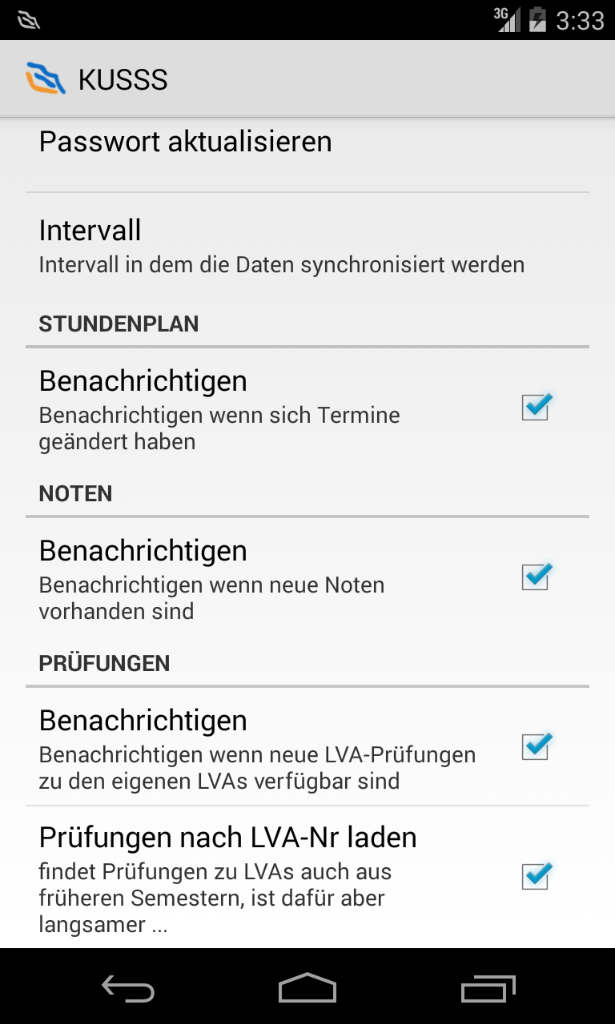 3G 3:33
KUSSS
Passwort aktualisieren
Intervall
Intervall in dem die Daten synchronisiert werden
STUNDENPLAN
Benachrichtigen
Benachrichtigen wenn sich Termine
geändert haben
NOTEN
Benachrichtigen
Benachrichtigen wenn neue Noten
vorhanden sind
PRÜFUNGEN
Benachrichtigen
Benachrichtigen wenn neue LVA-Prüfungen
zu den eigenen LVAs verfügbar sind
Prüfungen nach LVA-Nr laden
findet Prüfungen zu LVAs auch aus
früheren Semestern, ist dafür aber
langsamer ...